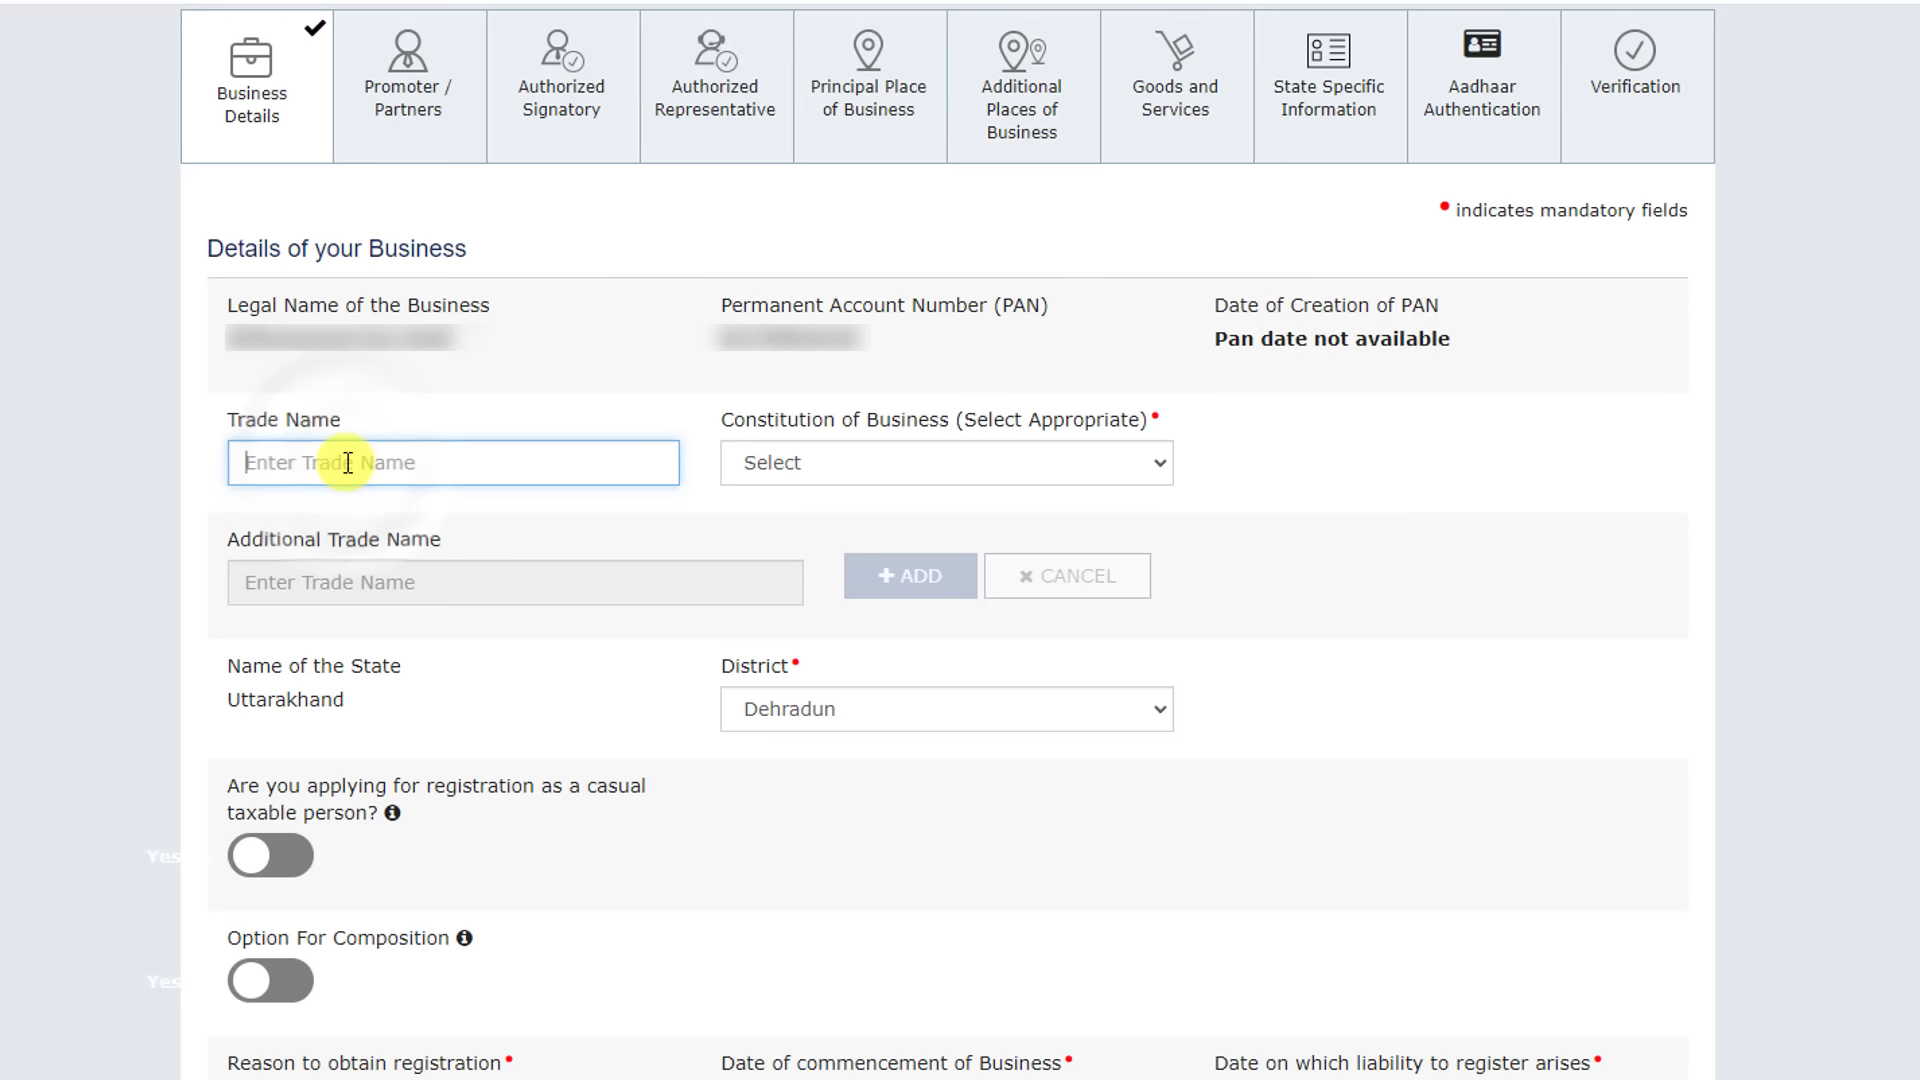 Business
Details
Promoter /
Partners
Authorized
Signatory
Authorized
Representative
Principal Place
of Business
Additional
Places of
Business
Goods and
Services
State Specific
Information
Aadhaar
Authentication
Verification
• indicates mandatory fields
Details of your Business
Legal Name of the Business
Permanent Account Number (PAN)
Date of Creation of PAN
Pan date not available
Trade Name
Constitution of Business (Select Appropriate)•
Enter Trade Name
Select
Additional Trade Name
Enter Trade Name
+ ADD
✖ CANCEL
Name of the State
District•
Uttarakhand
Dehradun
Are you applying for registration as a casual
taxable person?
Yes
Option For Composition
Yes
Reason to obtain registration•
Date of commencement of Business•
Date on which liability to register arises•